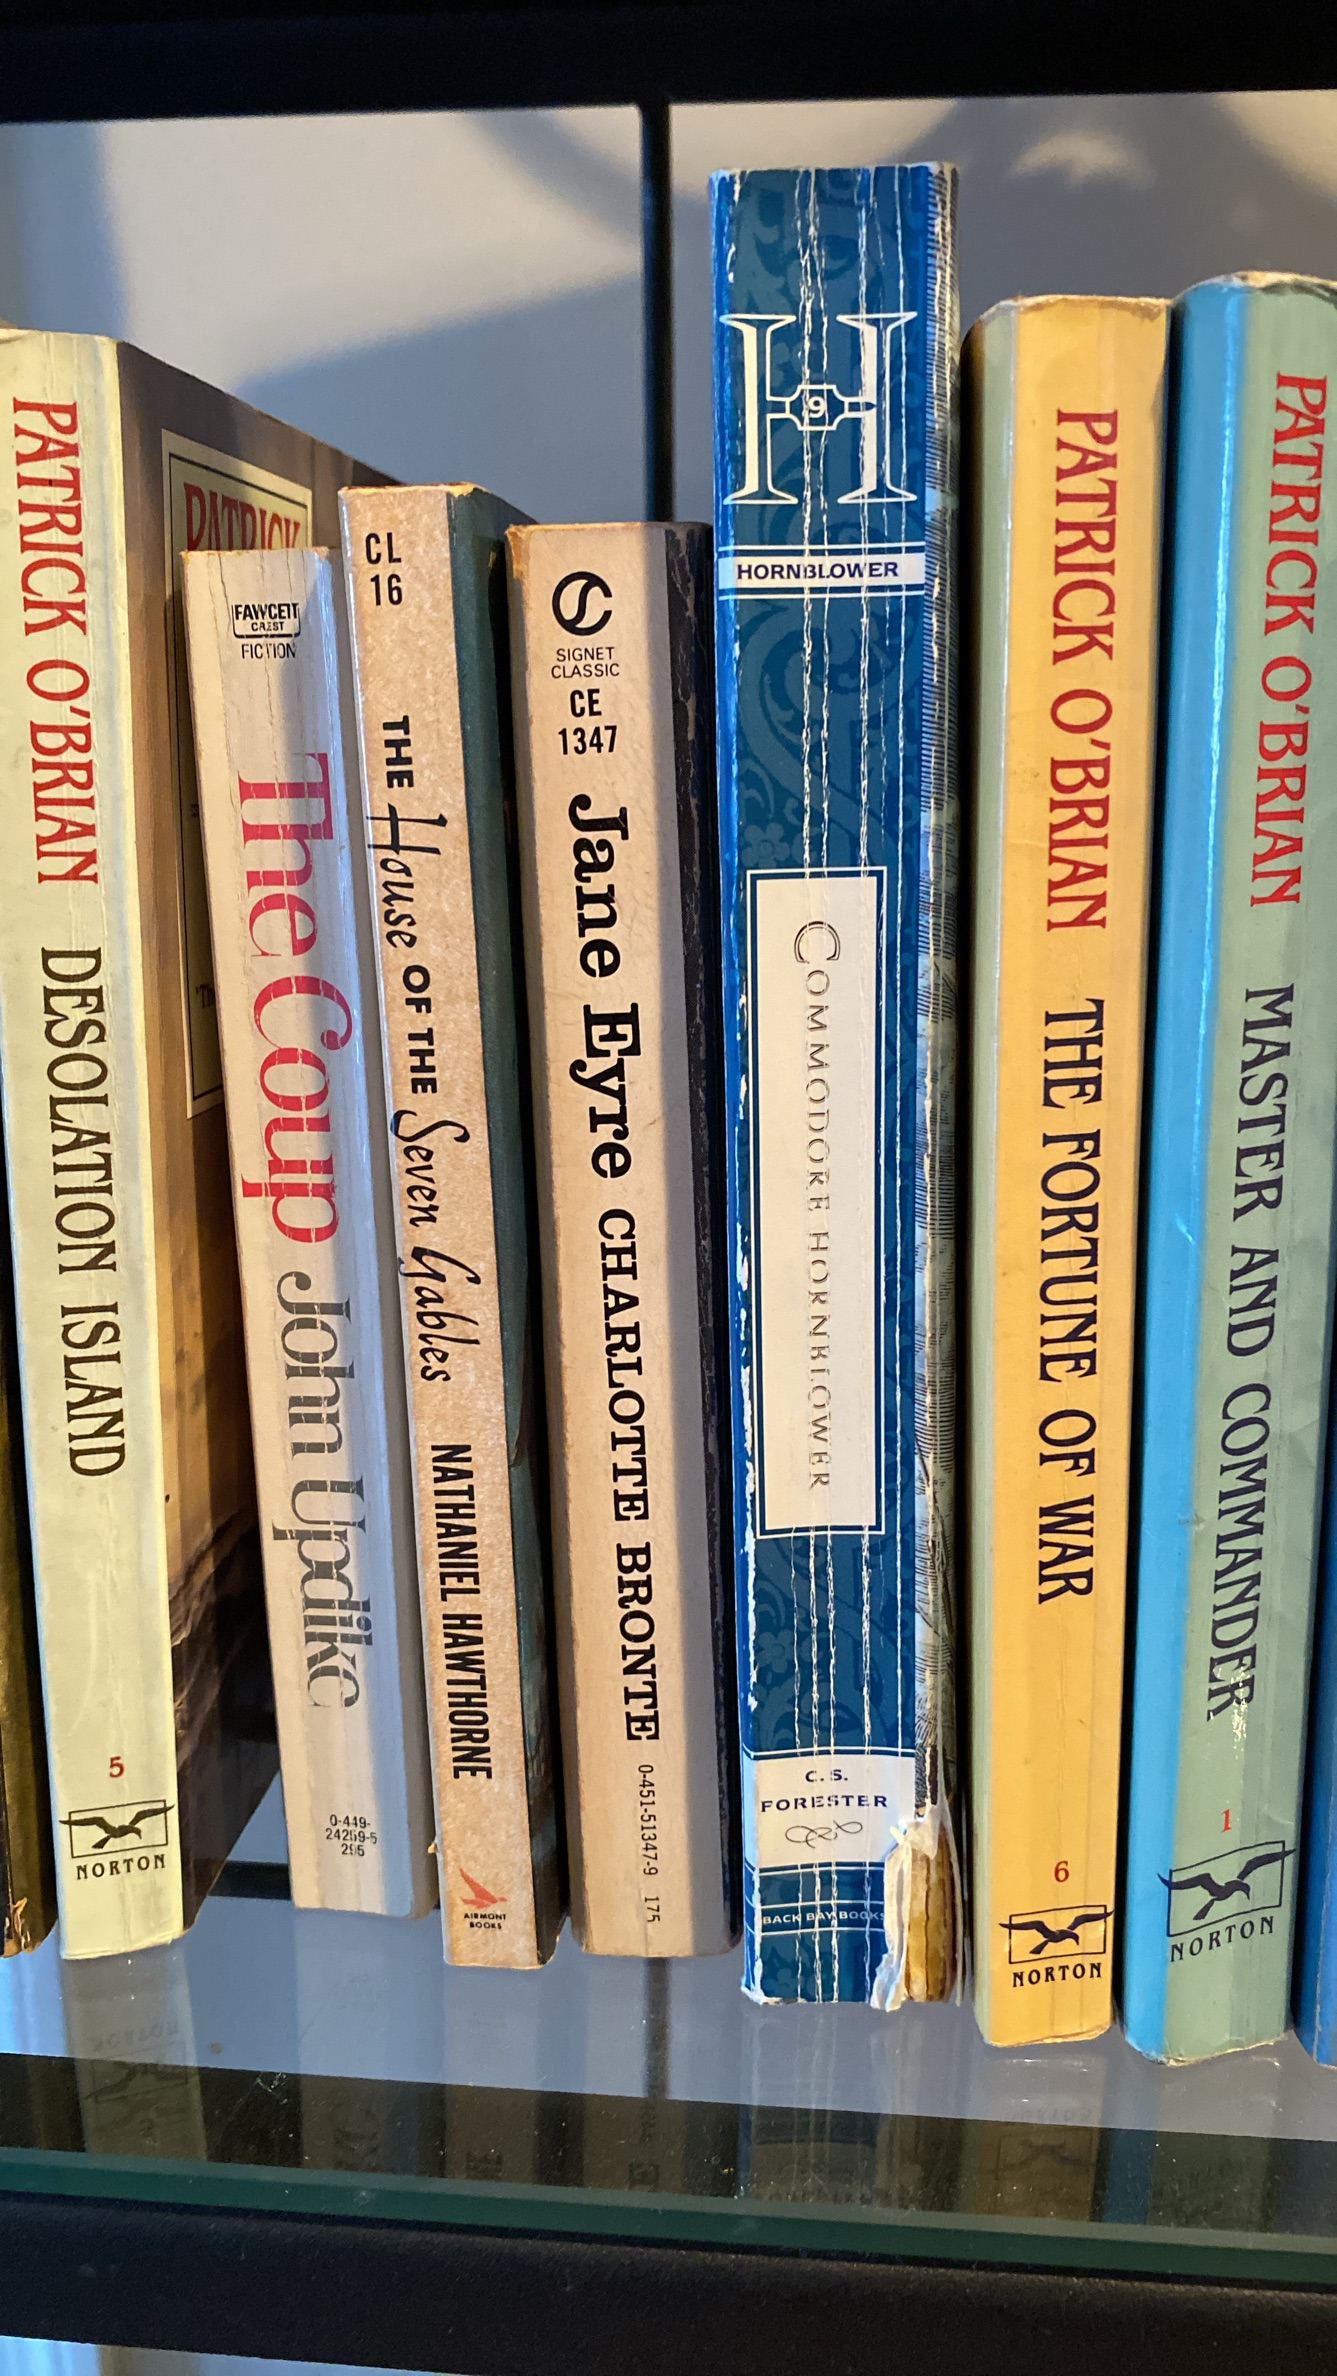 PATRICK O'BRIAN DESOLATION ISLAND
5
NORTON
PATRICK
FAWCETT
CREST
FICTION
The Coup John Updike
0-449-
24259-5
295
CL
16
THE House OF THE Seven Gables NATHANIEL HAWTHORNE
AIRMONT
BOOKS
SIGNET
CLASSIC
CE
1347
Jane Eyre CHARLOTTE BRONTE 0-451-51347-9 175
H
9
HORNBLOWER
COMMODORE HORNBLOWER
C. S.
FORESTER
BACK BAY BOOKS
PATRICK O'BRIAN THE FORTUNE OF WAR
6
NORTON
PATRICK O'BRIAN MASTER AND COMMANDER
1
NORTON